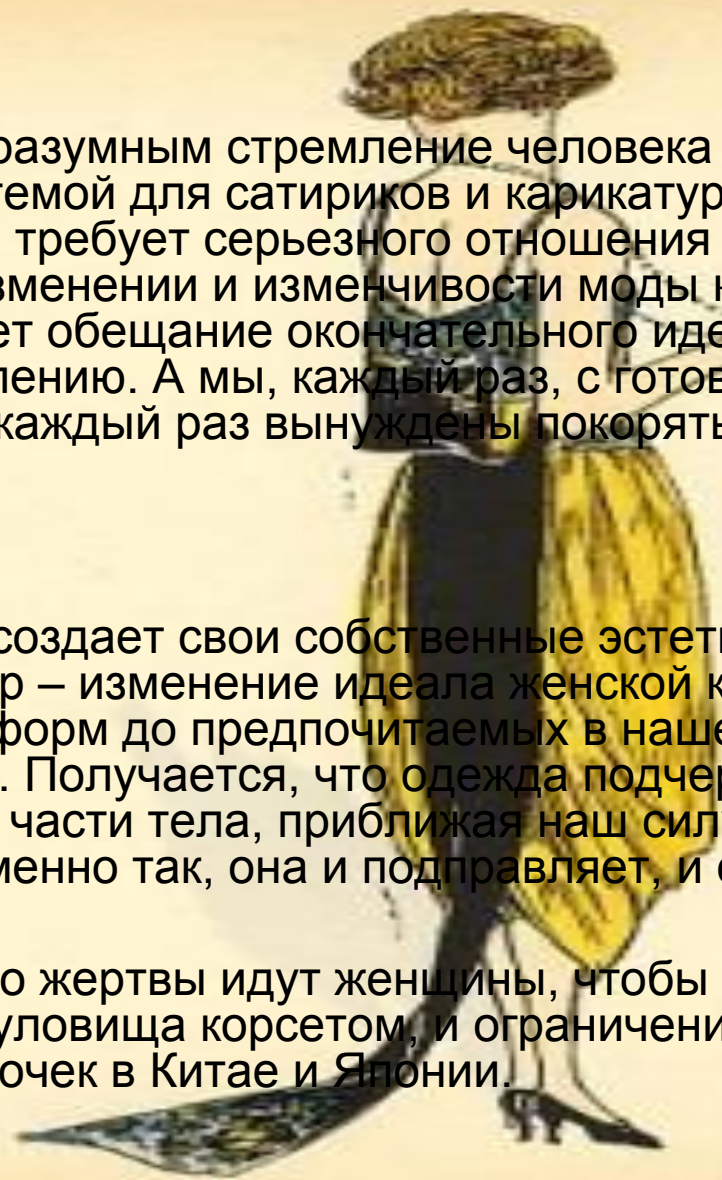 разумным стремление человека
темой для сатириков и карикатур
требует серьезного отношения
зменении и изменчивости моды н
ет обещание окончательного иде
лению. А мы, каждый раз, с готов
каждый раз вынуждены покорять
создает свои собственные эстети
р – изменение идеала женской к
форм до предпочитаемых в наше
. Получается, что одежда подчер
части тела, приближая наш силу
менно так, она и подправляет, и с
о жертвы идут женщины, чтобы
уловища корсетом, и ограничени
очек в Китае и Японии.